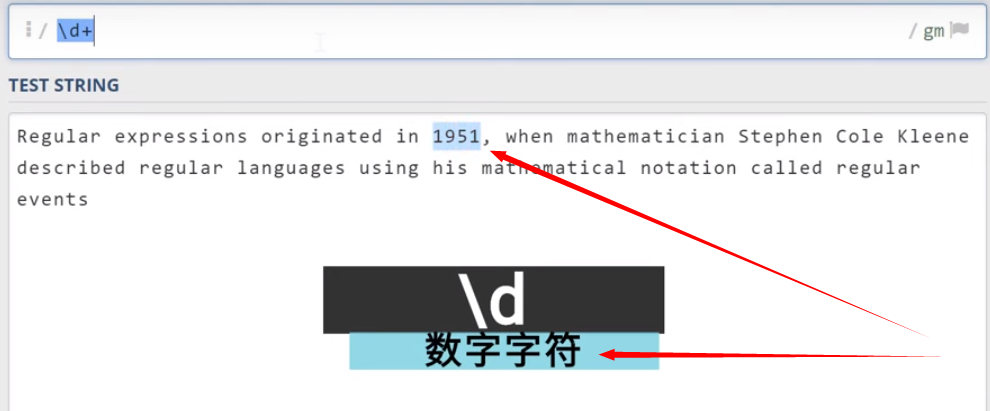 / \d+ / gm
TEST STRING
Regular expressions originated in 1951, when mathematician Stephen Cole Kleene
described regular languages using his mathematical notation called regular
events
\d
数字字符